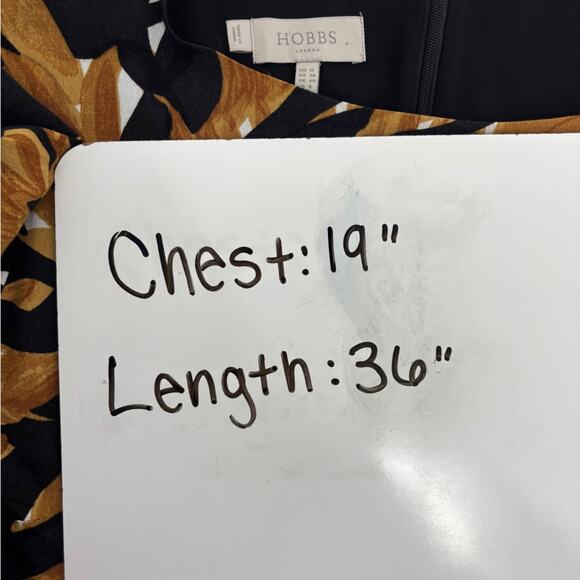 HOBBS
LONDON
Chest: 19"
Length: 36"